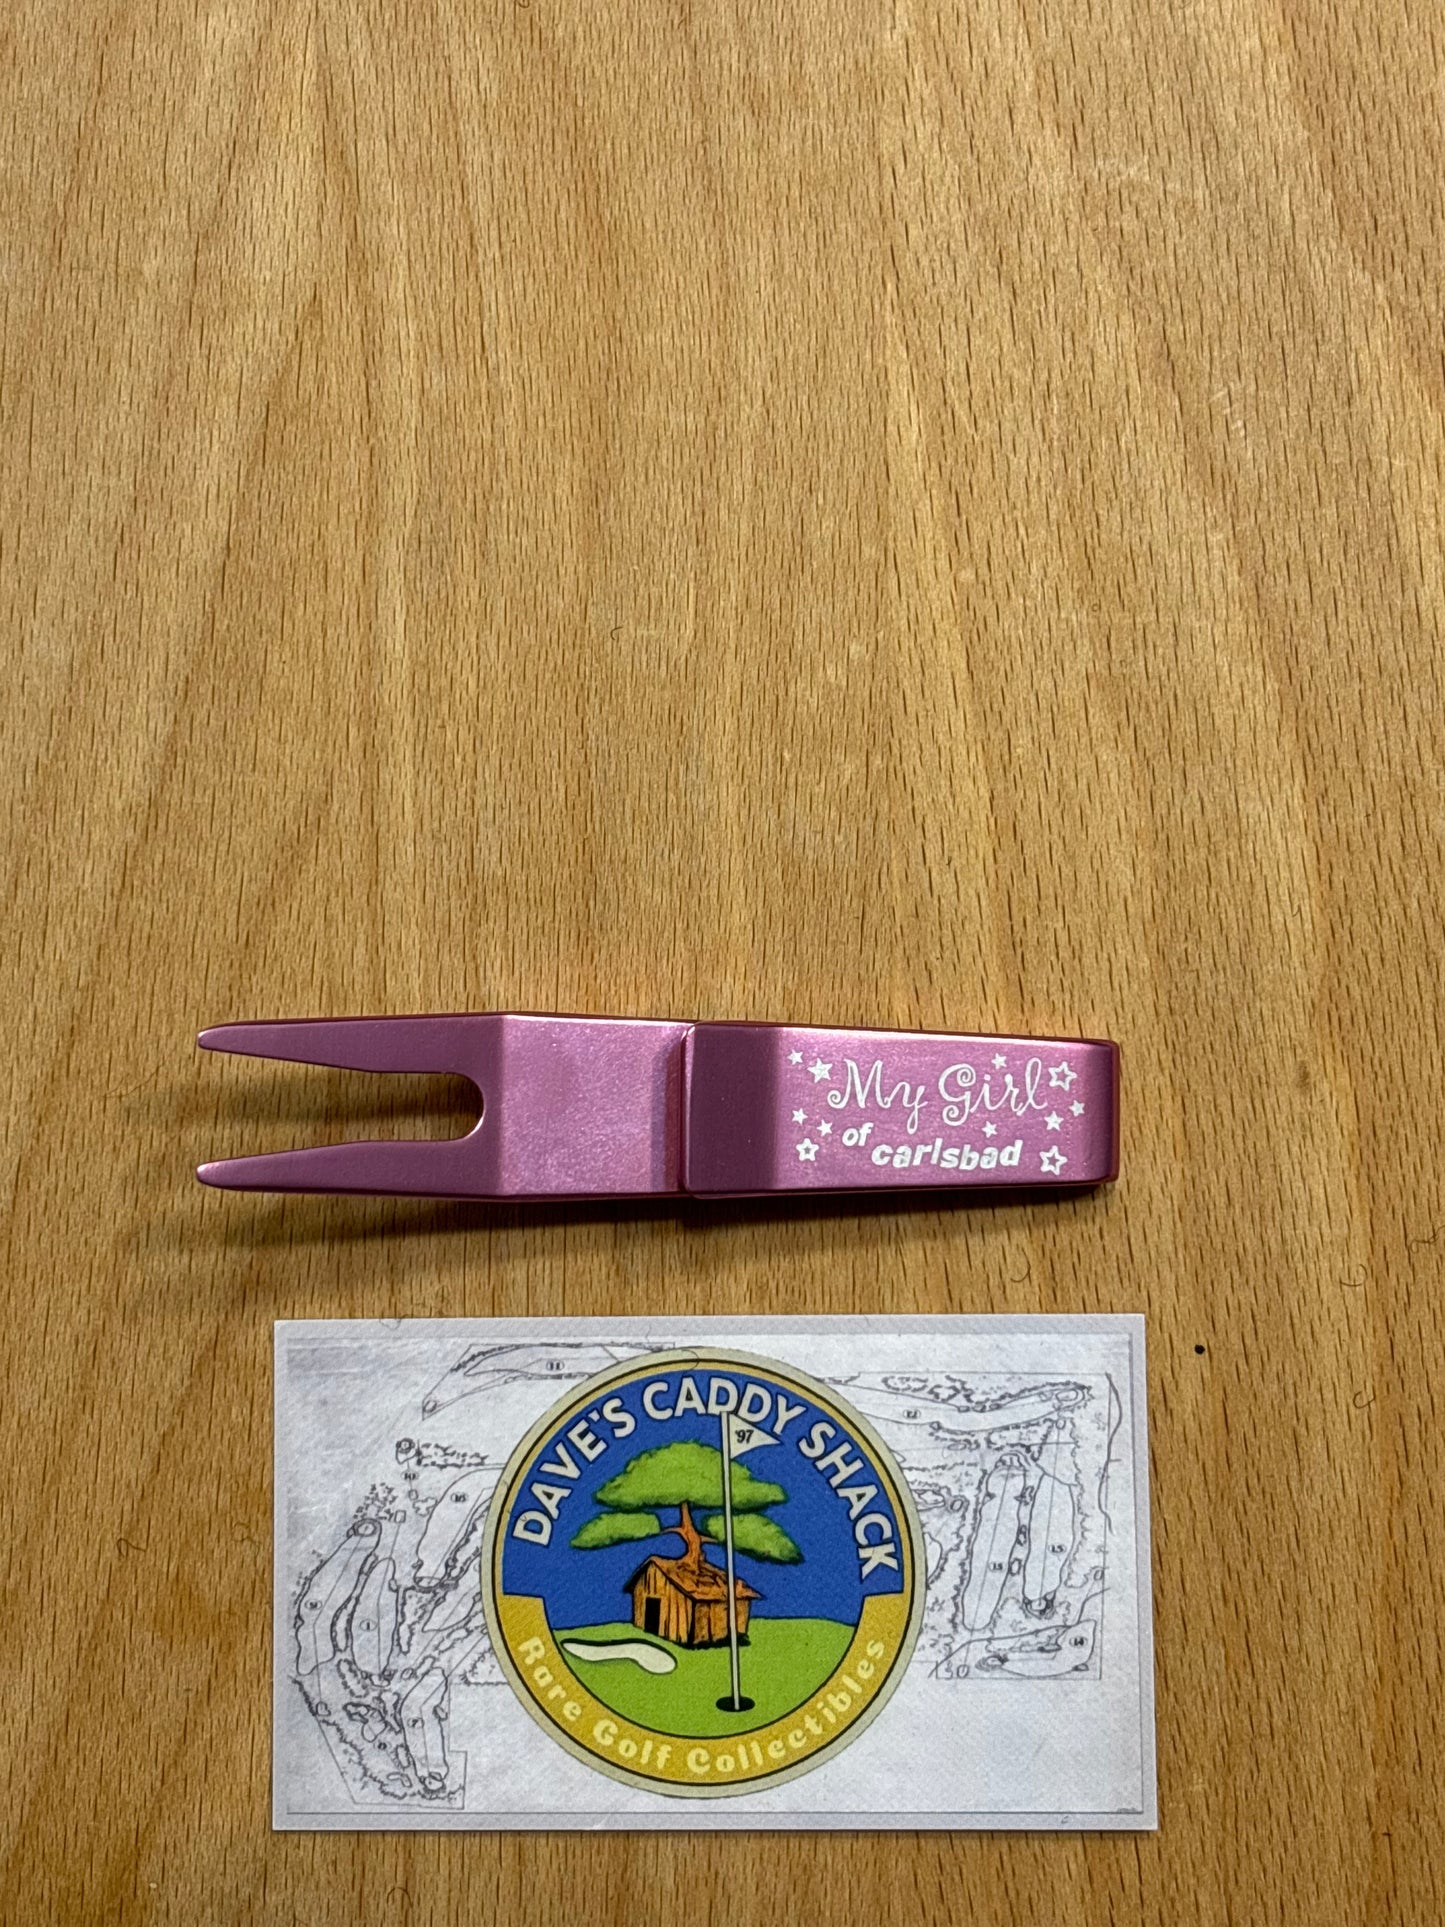 My Girl
of
carlsbad
DAVE'S CADDY SHACK
'97
Rare Golf Collectibles